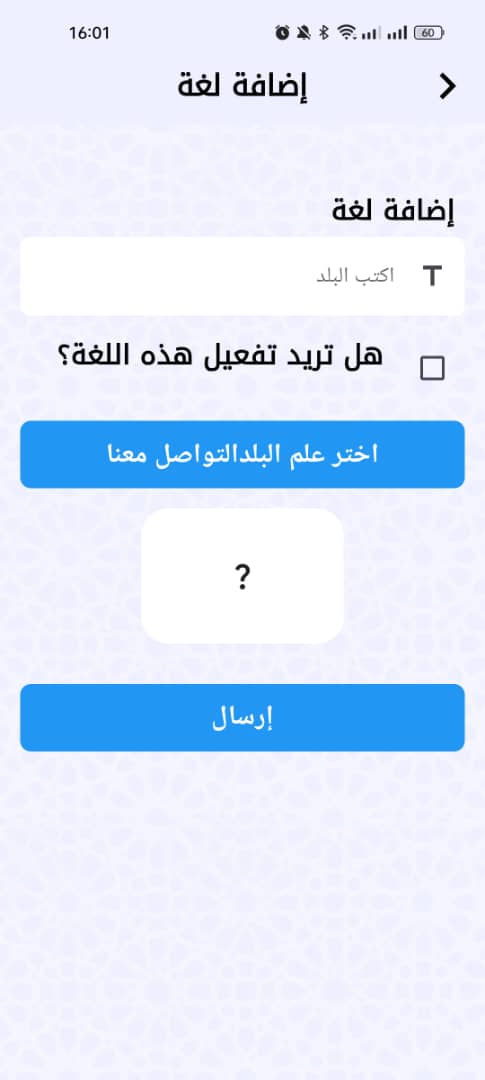 16:01
60
إضافة لغة
إضافة لغة
T اكتب البلد
هل تريد تفعيل هذه اللغة؟
اختر علم البلدالتواصل معنا
?
إرسال